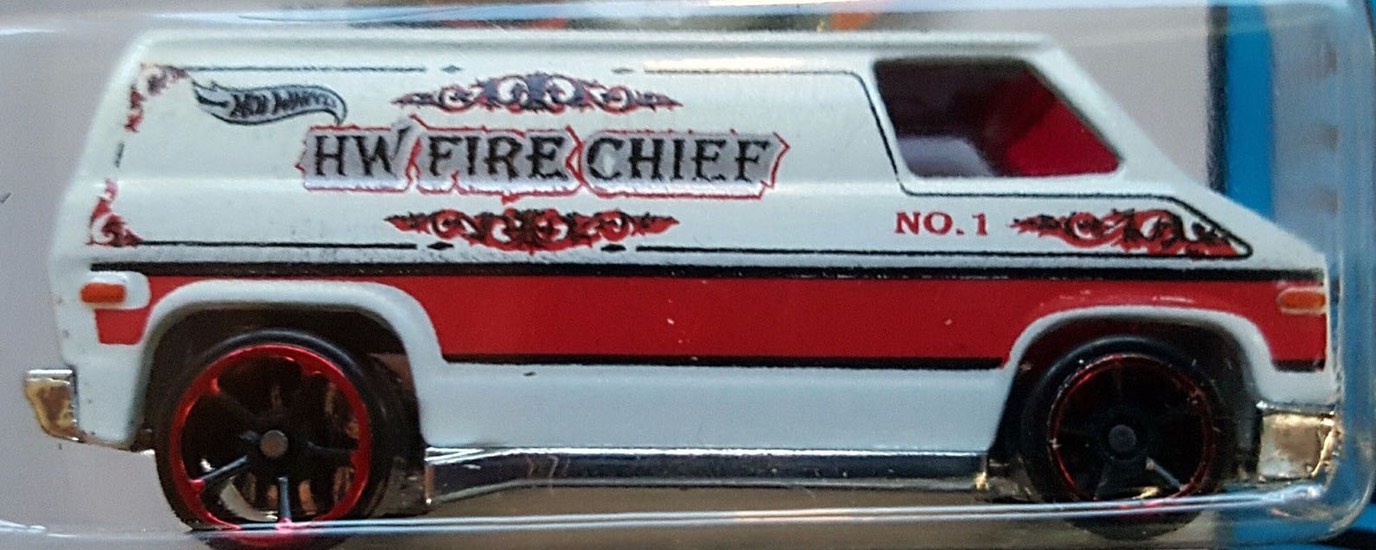 Hot Wheels
HW FIRE CHIEF
NO.1